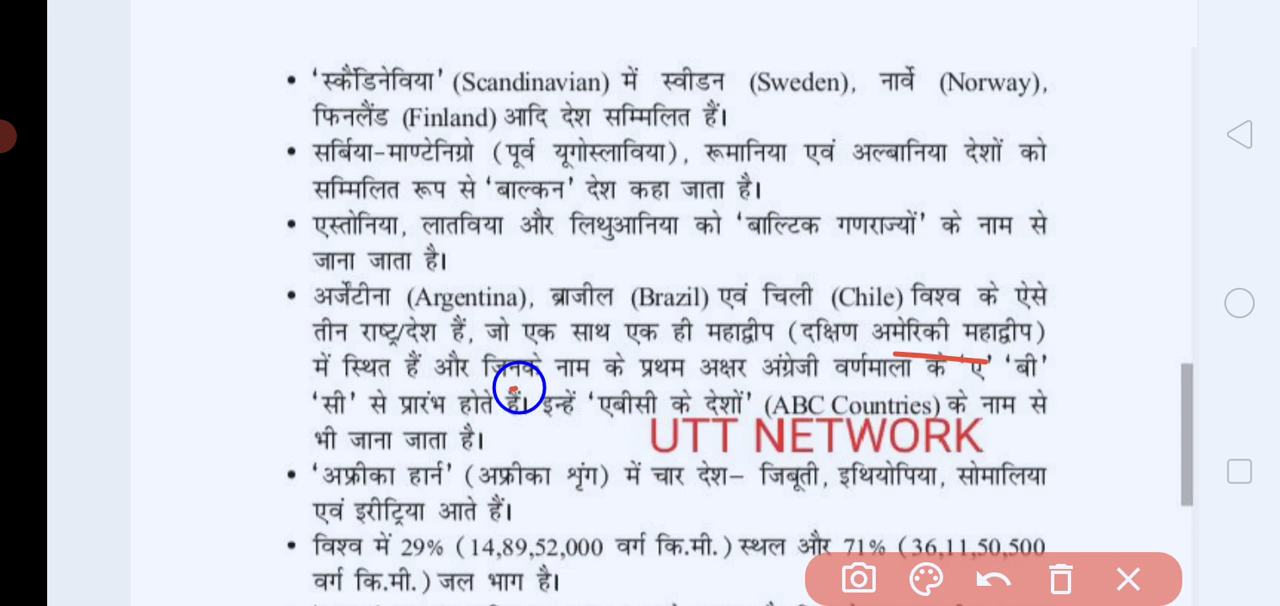 • 'स्कैंडिनेविया' (Scandinavian) में स्वीडन (Sweden), नार्वे (Norway),
फिनलैंड (Finland) आदि देश सम्मिलित हैं।
• सर्बिया-माण्टेनिग्रो (पूर्व यूगोस्लाविया), रूमानिया एवं अल्बानिया देशों को
सम्मिलित रूप से 'बाल्कन' देश कहा जाता है।
• एस्तोनिया, लातविया और लिथुआनिया को 'बाल्टिक गणराज्यों' के नाम से
जाना जाता है।
• अर्जेंटीना (Argentina), ब्राजील (Brazil) एवं चिली (Chile) विश्व के ऐसे
तीन राष्ट्र/देश हैं, जो एक साथ एक ही महाद्वीप (दक्षिण अमेरिकी महाद्वीप)
में स्थित हैं और जिनके नाम के प्रथम अक्षर अंग्रेजी वर्णमाला के 'ए' 'बी'
'सी' से प्रारंभ होते हैं। इन्हें 'एबीसी के देशों' (ABC Countries) के नाम से
भी जाना जाता है।
UTT NETWORK
• 'अफ्रीका हार्न' (अफ्रीका श्रृंग) में चार देश– जिबूती, इथियोपिया, सोमालिया
एवं इरीट्रिया आते हैं।
• विश्व में 29% (14,89,52,000 वर्ग कि.मी.) स्थल और 71% (36,11,50,500
वर्ग कि.मी.) जल भाग है।